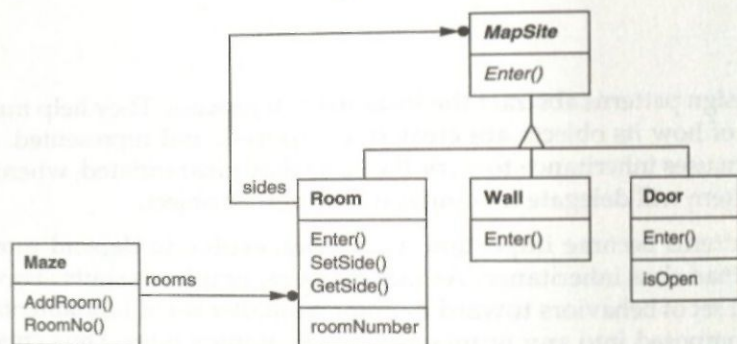 MapSite
Enter()
sides
Room
Enter()
SetSide()
GetSide()
roomNumber
Wall
Enter()
Door
Enter()
isOpen
Maze
AddRoom()
RoomNo()
rooms